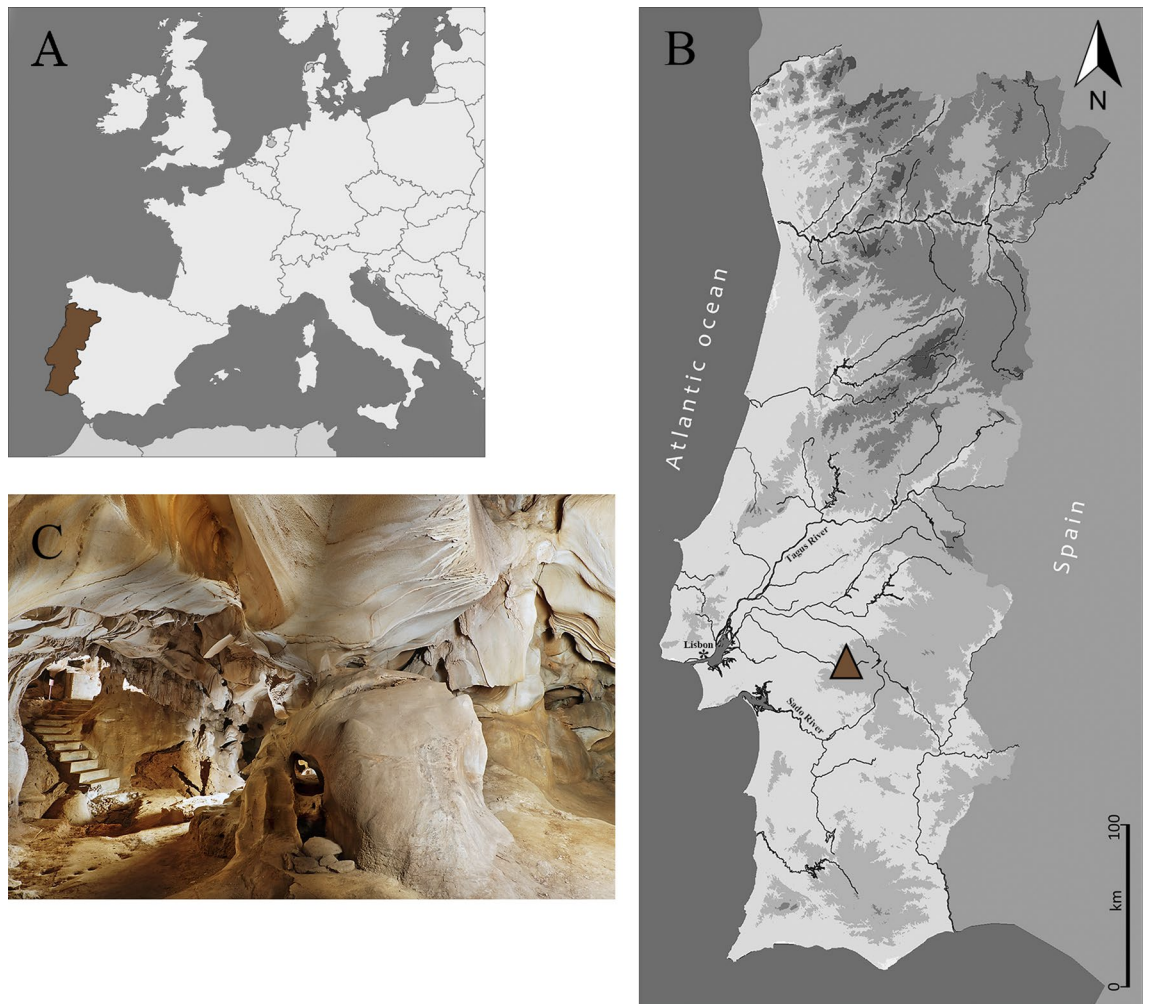 A
B
N
Atlantic ocean
Tagus River
Spain
Lisbon
*
Sado River
100
km
0
C